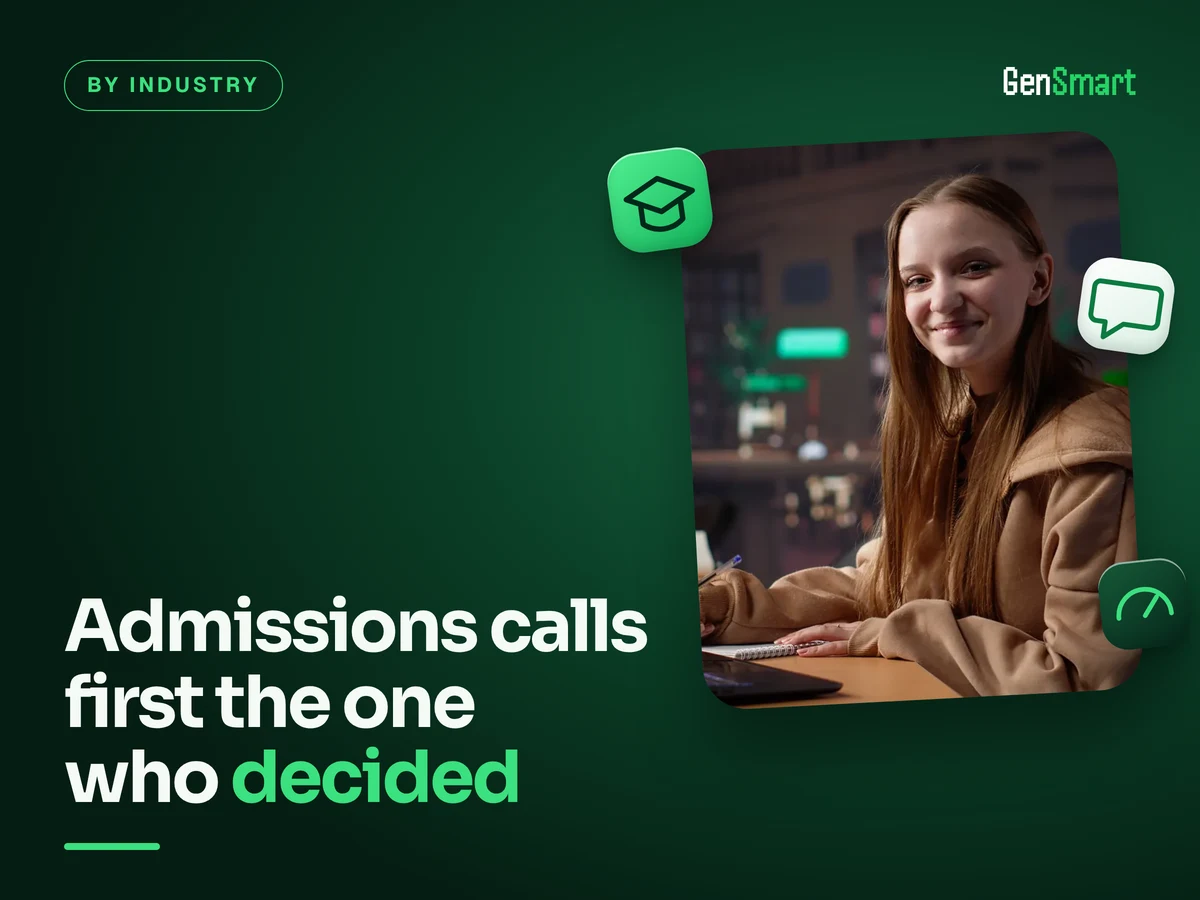 BY INDUSTRY
GenSmart
Admissions calls
first the one
who decided